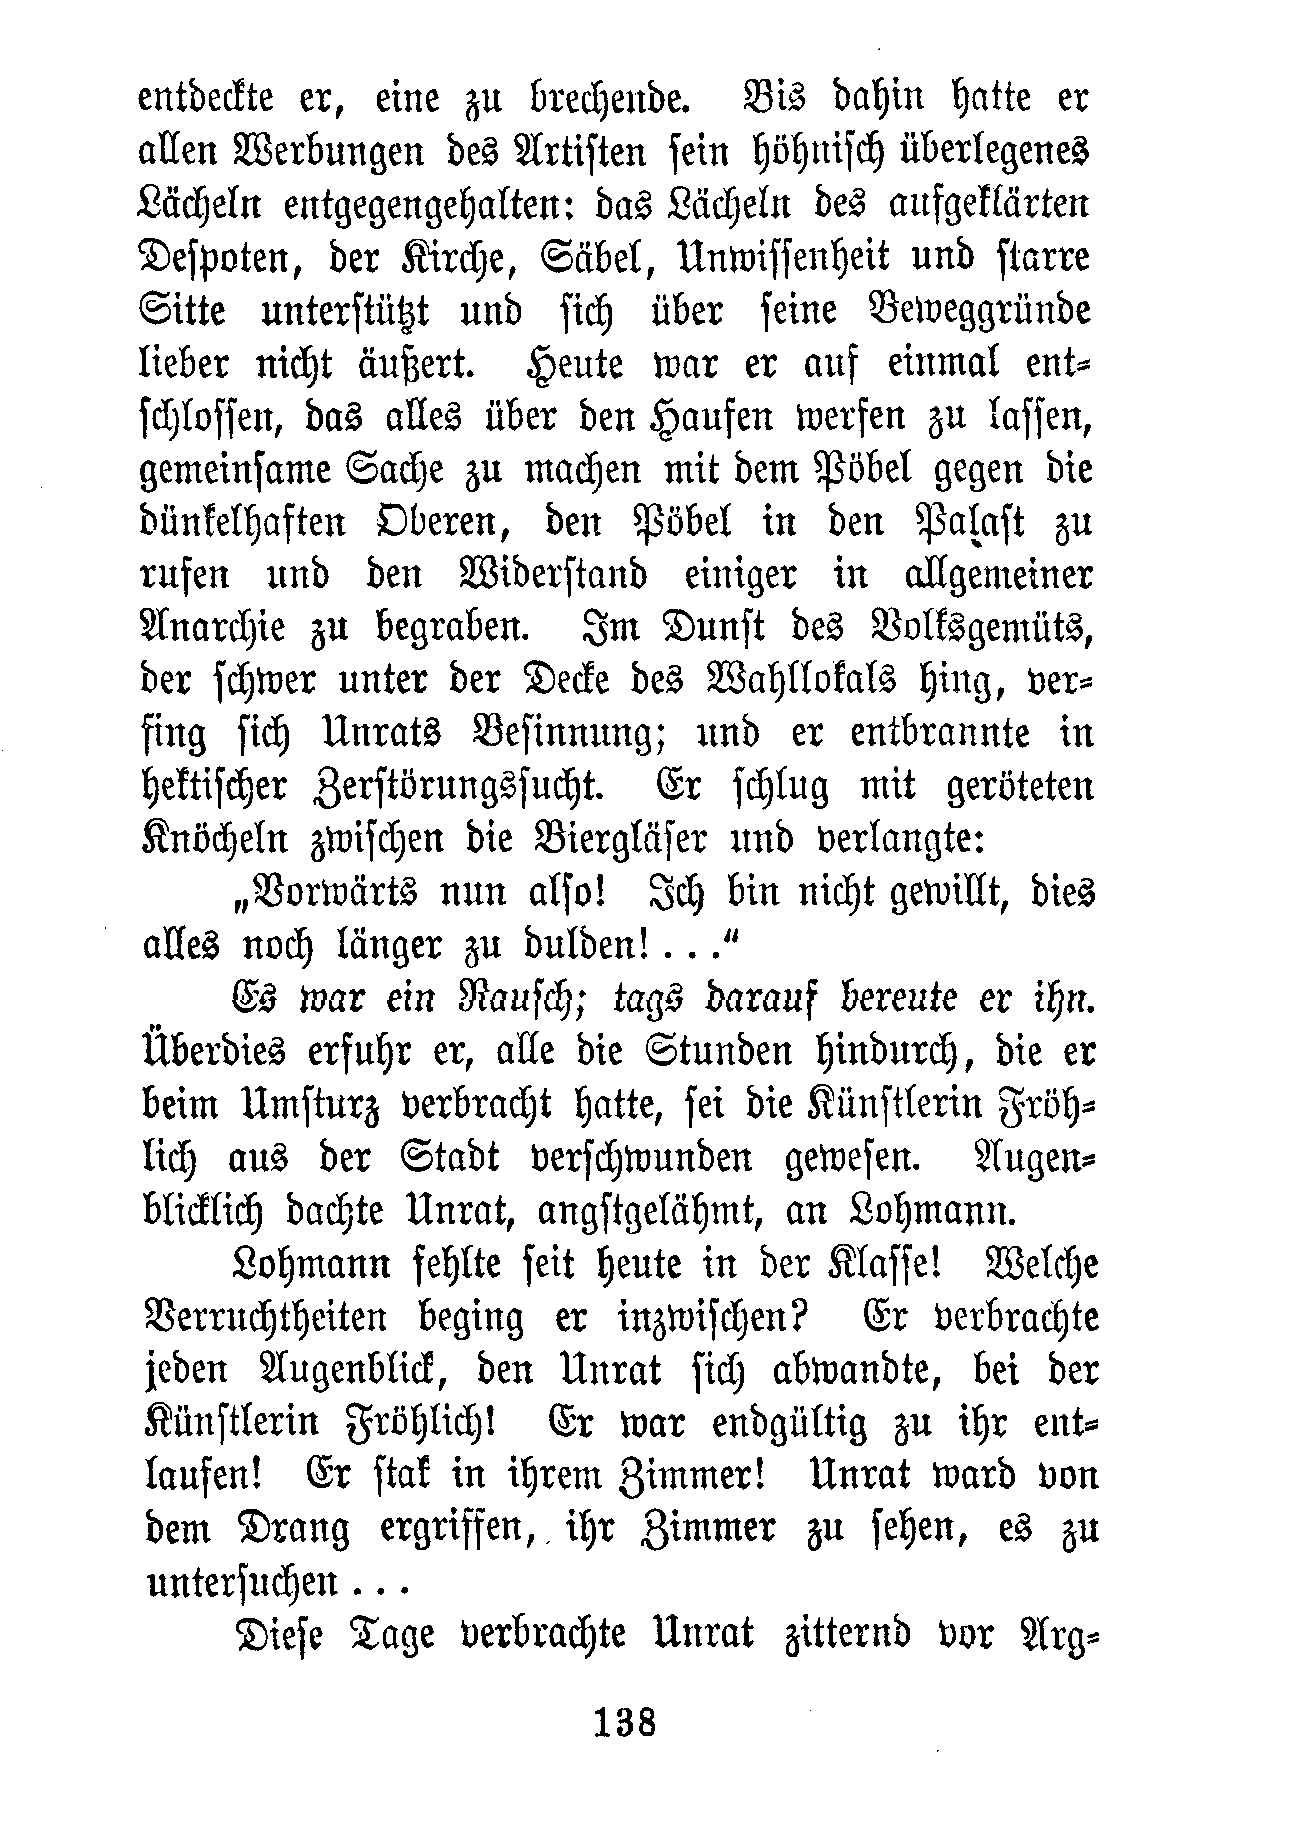 entdeckte er, eine zu brechende. Bis dahin hatte er
allen Werbungen des Artisten sein höhnisch überlegenes
Lächeln entgegengehalten: das Lächeln des aufgeklärten
Despoten, der Kirche, Säbel, Unwissenheit und starre
Sitte unterstützt und sich über seine Beweggründe
lieber nicht äußert. Heute war er auf einmal ent⸗
schlossen, das alles über den Haufen werfen zu lassen,
gemeinsame Sache zu machen mit dem Pöbel gegen die
dünkelhaften Oberen, den Pöbel in den Palast zu
rufen und den Widerstand einiger in allgemeiner
Anarchie zu begraben. Im Dunst des Volksgemüts,
der schwer unter der Decke des Wahllokals hing, ver⸗
fing sich Unrats Besinnung; und er entbrannte in
hektischer Zerstörungssucht. Er schlug mit geröteten
Knöcheln zwischen die Biergläser und verlangte:
„Vorwärts nun also! Ich bin nicht gewillt, dies
alles noch länger zu dulden! . . .“
Es war ein Rausch; tags darauf bereute er ihn.
Überdies erfuhr er, alle die Stunden hindurch, die er
beim Umsturz verbracht hatte, sei die Künstlerin Fröh⸗
lich aus der Stadt verschwunden gewesen. Augen⸗
blicklich dachte Unrat, angstgelähmt, an Lohmann.
Lohmann fehlte seit heute in der Klasse! Welche
Verruchtheiten beging er inzwischen? Er verbrachte
jeden Augenblick, den Unrat sich abwandte, bei der
Künstlerin Fröhlich! Er war endgültig zu ihr ent⸗
laufen! Er stak in ihrem Zimmer! Unrat ward von
dem Drang ergriffen, ihr Zimmer zu sehen, es zu
untersuchen . . .
Diese Tage verbrachte Unrat zitternd vor Arg⸗
138